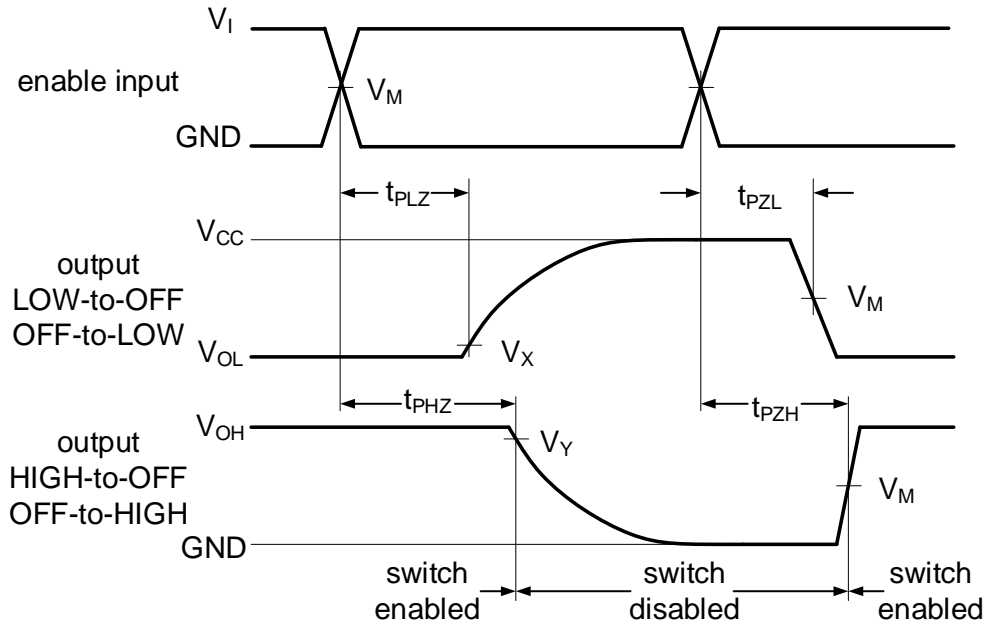 V_I
enable input
V_M
GND
t_PLZ
t_PZL
V_CC
output
LOW-to-OFF
OFF-to-LOW
V_M
V_OL
V_X
t_PHZ
t_PZH
V_OH
output
HIGH-to-OFF
OFF-to-HIGH
V_Y
V_M
GND
switch
enabled
switch
disabled
switch
enabled